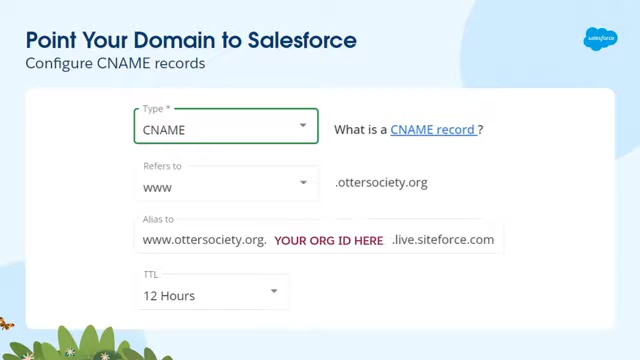 Point Your Domain to Salesforce
salesforce
Configure CNAME records
Type *
CNAME
What is a CNAME record ?
Refers to
www
.ottersociety.org
Alias to
www.ottersociety.org. YOUR ORG ID HERE .live.siteforce.com
TTL
12 Hours